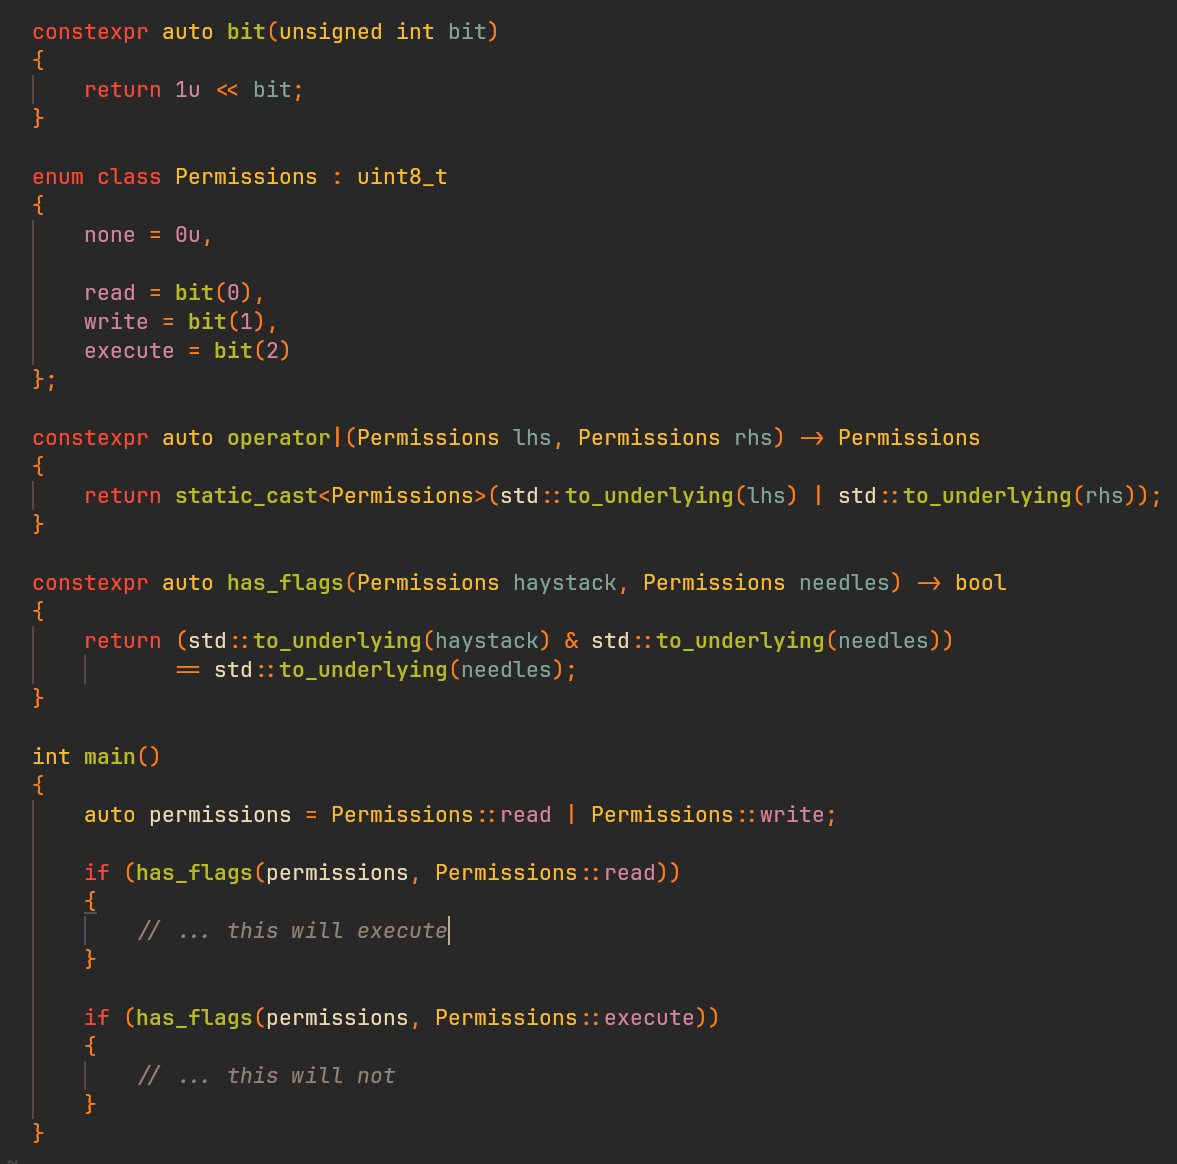 constexpr auto bit(unsigned int bit)
{
    return 1u << bit;
}

enum class Permissions : uint8_t
{
    none = 0u,

    read = bit(0),
    write = bit(1),
    execute = bit(2)
};

constexpr auto operator|(Permissions lhs, Permissions rhs) -> Permissions
{
    return static_cast<Permissions>(std::to_underlying(lhs) | std::to_underlying(rhs));
}

constexpr auto has_flags(Permissions haystack, Permissions needles) -> bool
{
    return (std::to_underlying(haystack) & std::to_underlying(needles))
           == std::to_underlying(needles);
}

int main()
{
    auto permissions = Permissions::read | Permissions::write;

    if (has_flags(permissions, Permissions::read))
    {
        // ... this will execute
    }

    if (has_flags(permissions, Permissions::execute))
    {
        // ... this will not
    }
}